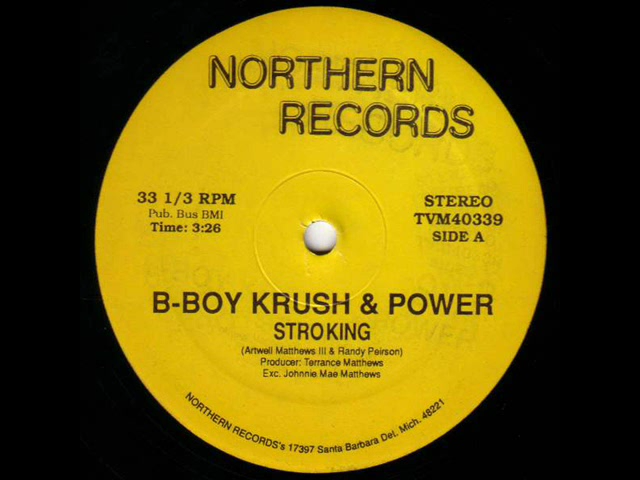 NORTHERN
RECORDS
33 1/3 RPM
Pub. Bus BMI
Time: 3:26
STEREO
TVM40339
SIDE A
B-BOY KRUSH & POWER
STROKING
(Artwell Matthews III & Randy Peirson)
Producer: Terrance Matthews
Exc. Johnnie Mae Matthews
NORTHERN RECORDS's 17397 Santa Barbara Det. Mich. 48221